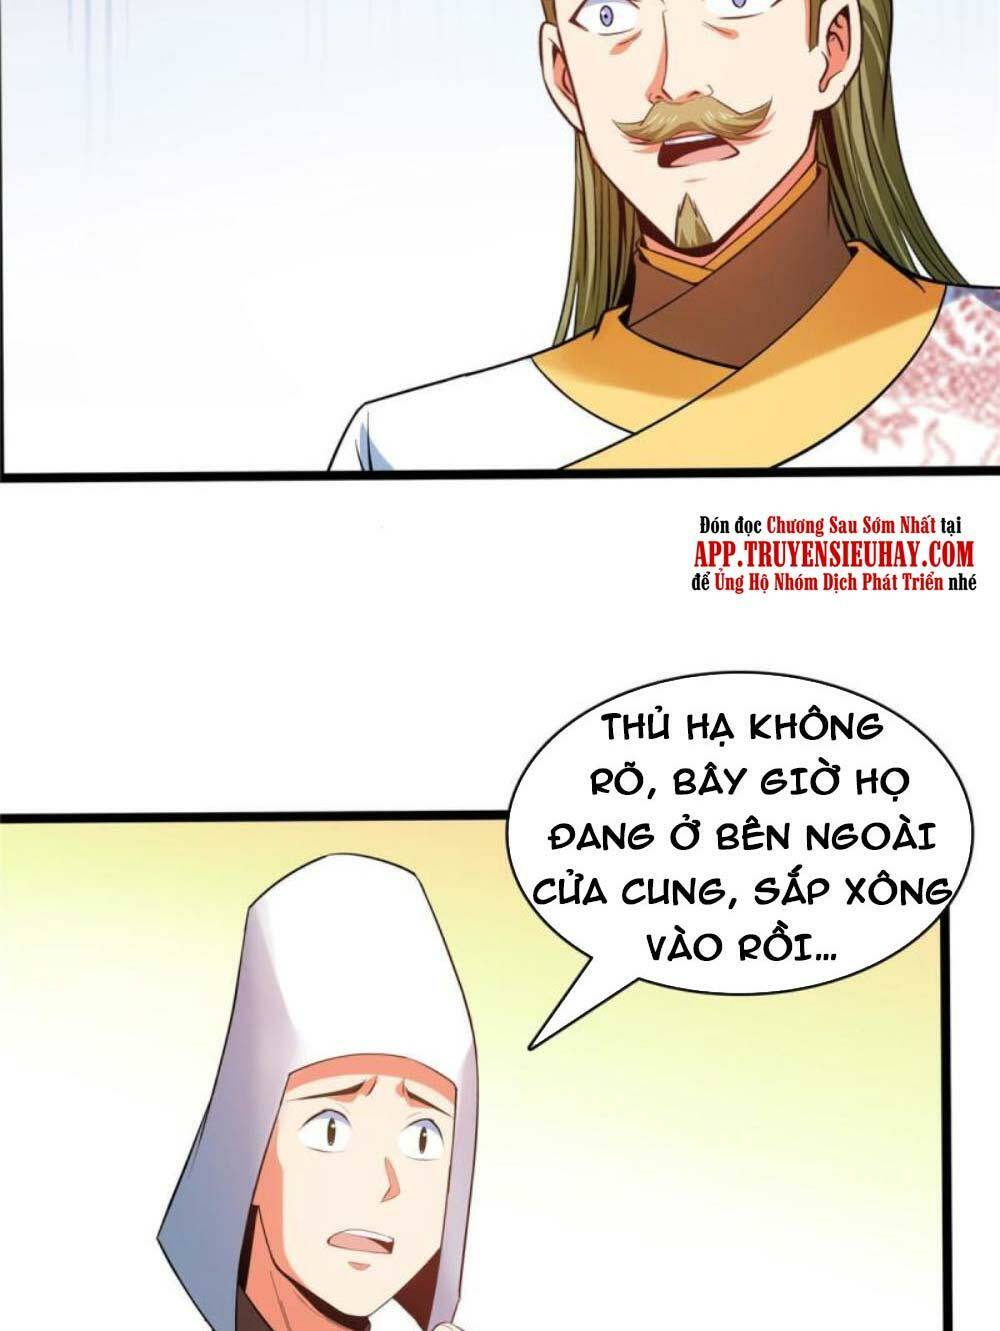 Đón đọc Chương Sau Sớm Nhất tại
APP.TRUYENSIEUHAY.COM
để Ủng Hộ Nhóm Dịch Phát Triển nhé
THỦ HẠ KHÔNG
RÕ, BÂY GIỜ HỌ
ĐANG Ở BÊN NGOÀI
CỬA CUNG, SẮP XÔNG
VÀO RỒI...